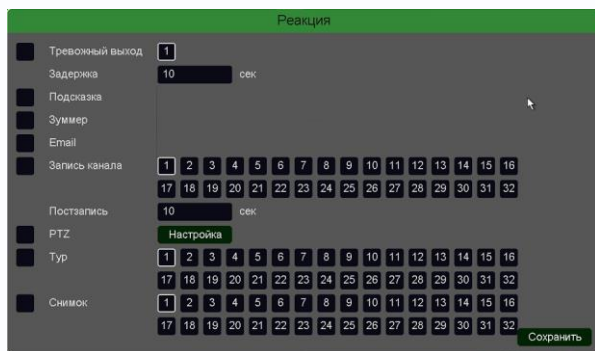 Реакция
Тревожный выход 1
Задержка 10 сек
Подсказка
Зуммер
Email
Запись канала 1 2 3 4 5 6 7 8 9 10 11 12 13 14 15 16
17 18 19 20 21 22 23 24 25 26 27 28 29 30 31 32
Постзапись 10 сек
PTZ Настройка
Тур 1 2 3 4 5 6 7 8 9 10 11 12 13 14 15 16
17 18 19 20 21 22 23 24 25 26 27 28 29 30 31 32
Снимок 1 2 3 4 5 6 7 8 9 10 11 12 13 14 15 16
17 18 19 20 21 22 23 24 25 26 27 28 29 30 31 32
Сохранить